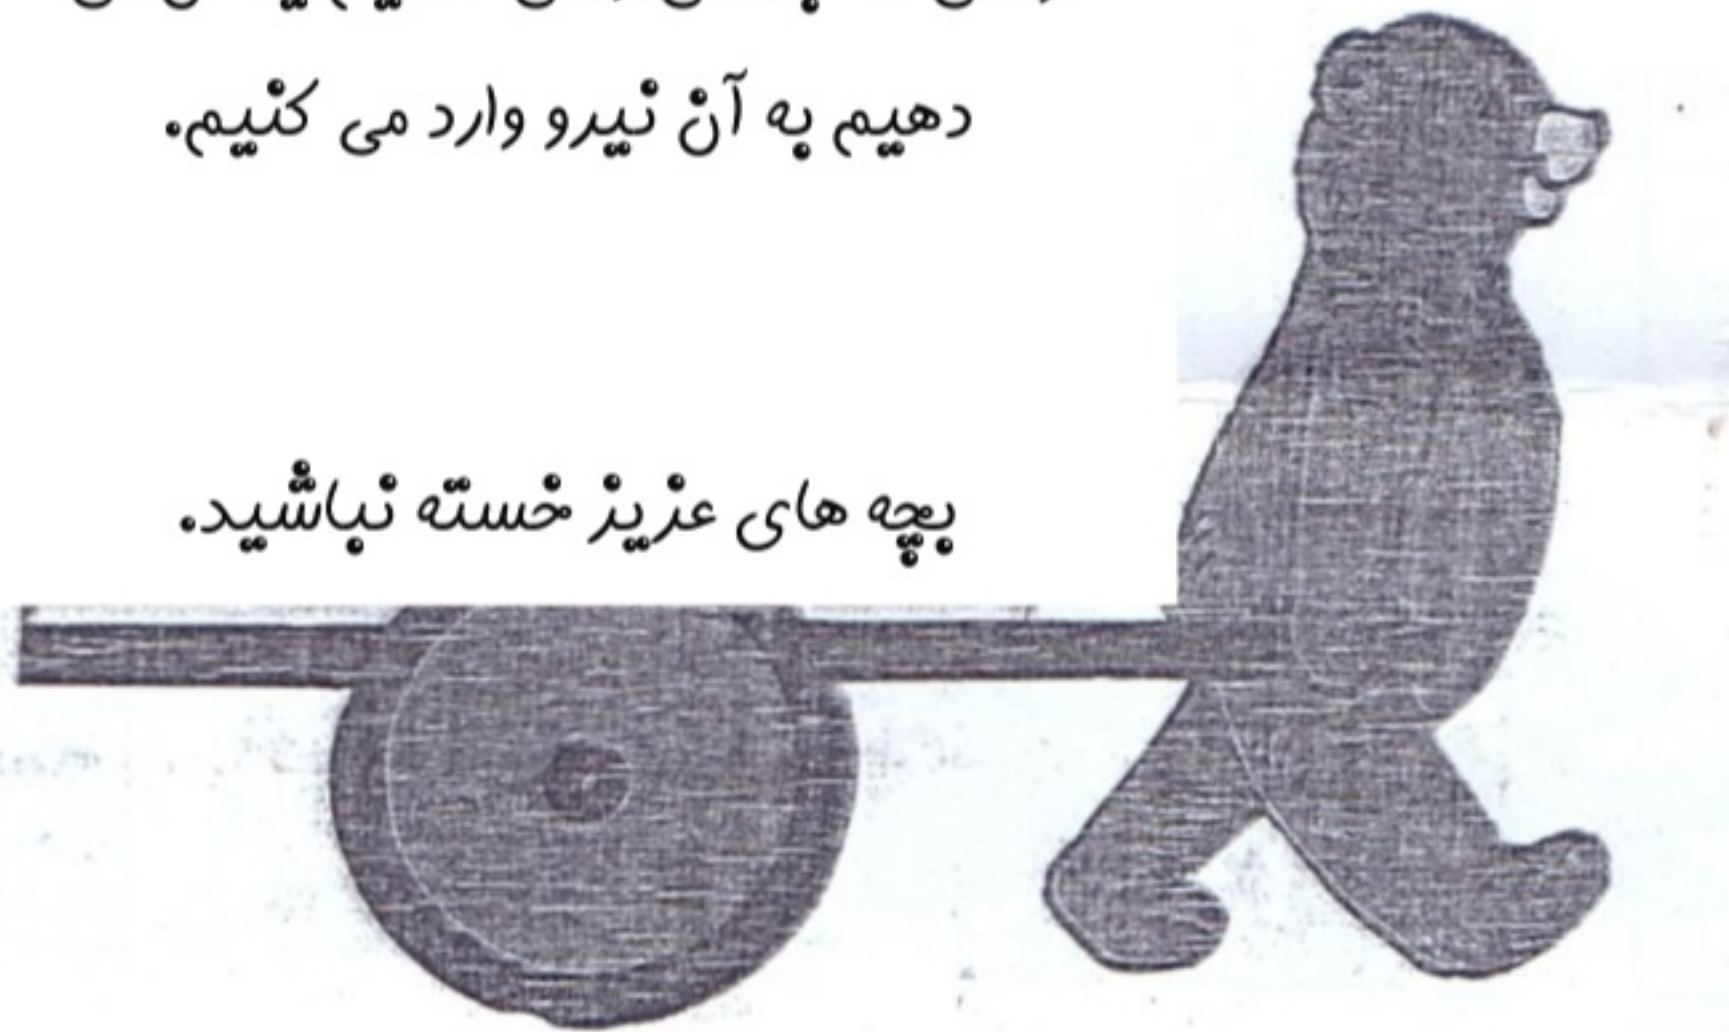 دهیم به آن نیرو وارد می کنیم.
بچه های عزیز خسته نباشید.